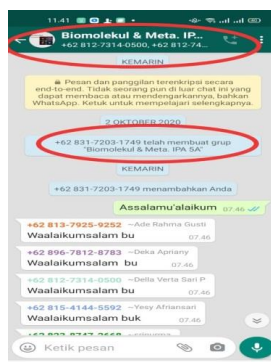 11.41
Biomolekul & Meta. IP...
+62 812-7314-0500, +62 812-74...
KEMARIN
Pesan dan panggilan terenkripsi secara
end-to-end. Tidak seorang pun di luar chat ini yang
dapat membaca atau mendengarkannya, bahkan
WhatsApp. Ketuk untuk mempelajari selengkapnya.
2 OKTOBER 2020
+62 831-7203-1749 telah membuat grup
"Biomolekul & Meta. IPA 5A"
KEMARIN
+62 831-7203-1749 menambahkan Anda
Assalamu'alaikum 07.46
+62 813-7925-9252 ~Ade Rahma Gusti
Waalaikumsalam bu 07.46
+62 896-7812-8783 ~Deka Apriany
Waalaikumsalam bu 07.46
+62 812-7314-0500 ~Della Verta Sari P
Waalaikumsalam bu 07.46
+62 815-4144-5592 ~Yesy Afriansari
Waalaikumsalam buu 07.46
Ketik pesan